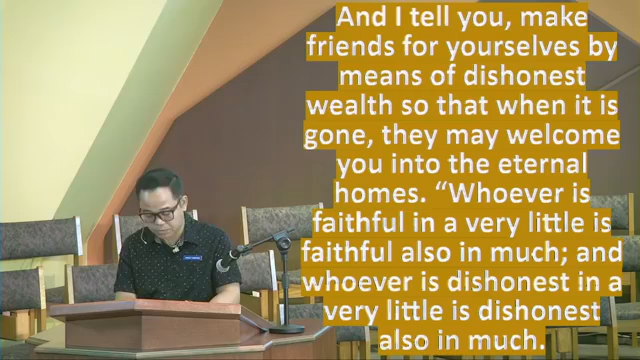 And I tell you, make
friends for yourselves by
means of dishonest
wealth so that when it is
gone, they may welcome
you into the eternal
homes. “Whoever is
faithful in a very little is
faithful also in much; and
whoever is dishonest in a
very little is dishonest
also in much.